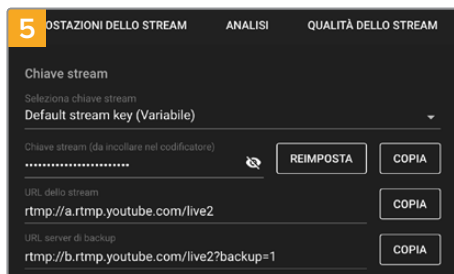 5
OSTAZIONI DELLO STREAM ANALISI QUALITÀ DELLO STREAM
Chiave stream
Seleziona chiave stream
Default stream key (Variabile)
Chiave stream (da incollare nel codificatore)
•••••••••••••••••••••••• REIMPOSTA COPIA
URL dello stream
rtmp://a.rtmp.youtube.com/live2 COPIA
URL server di backup
rtmp://b.rtmp.youtube.com/live2?backup=1 COPIA